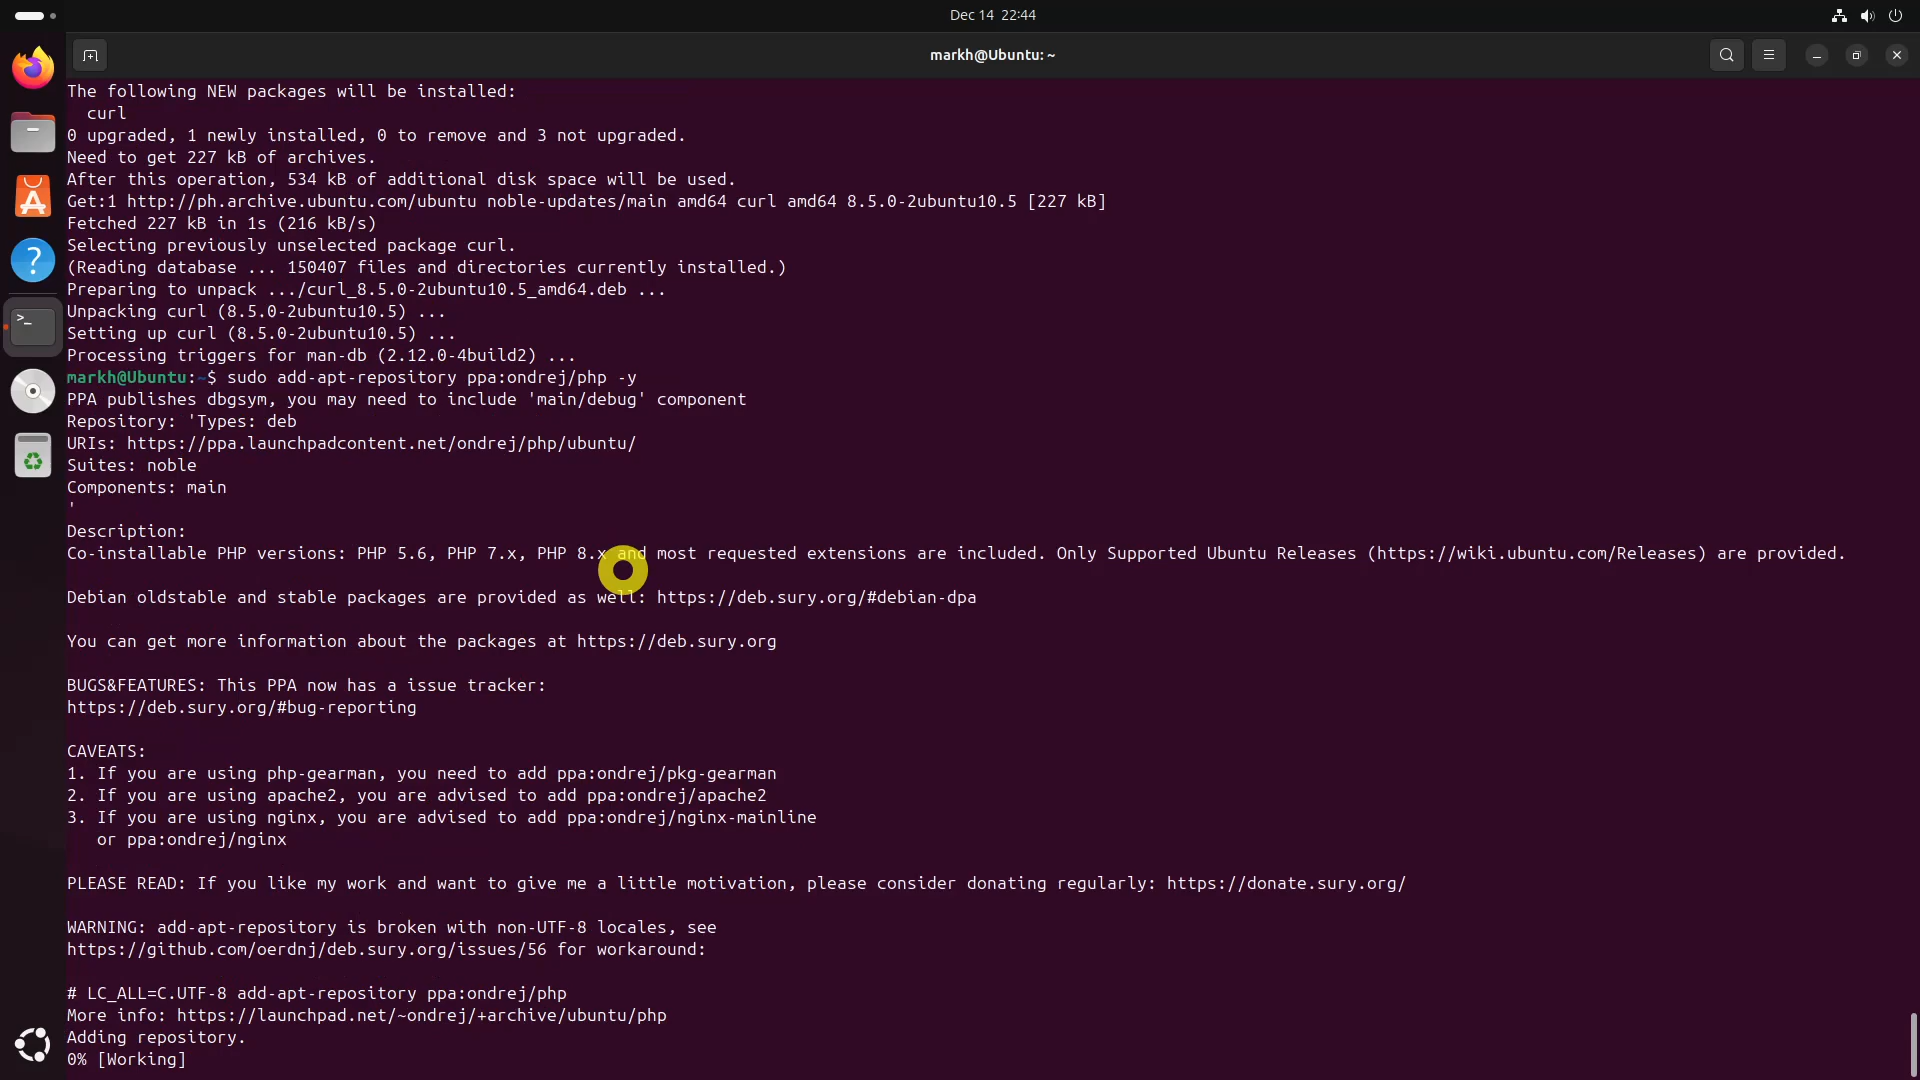 Dec 14 22:44
markh@Ubuntu: ~
The following NEW packages will be installed:
curl
0 upgraded, 1 newly installed, 0 to remove and 3 not upgraded.
Need to get 227 kB of archives.
After this operation, 534 kB of additional disk space will be used.
Get:1 http://ph.archive.ubuntu.com/ubuntu noble-updates/main amd64 curl amd64 8.5.0-2ubuntu10.5 [227 kB]
Fetched 227 kB in 1s (216 kB/s)
Selecting previously unselected package curl.
(Reading database ... 150407 files and directories currently installed.)
Preparing to unpack .../curl_8.5.0-2ubuntu10.5_amd64.deb ...
Unpacking curl (8.5.0-2ubuntu10.5) ...
Setting up curl (8.5.0-2ubuntu10.5) ...
Processing triggers for man-db (2.12.0-4build2) ...
markh@Ubuntu:~$ sudo add-apt-repository ppa:ondrej/php -y
PPA publishes dbgsym, you may need to include 'main/debug' component
Repository: 'Types: deb
URIs: https://ppa.launchpadcontent.net/ondrej/php/ubuntu/
Suites: noble
Components: main
'
Description:
Co-installable PHP versions: PHP 5.6, PHP 7.x, PHP 8.x and most requested extensions are included. Only Supported Ubuntu Releases (https://wiki.ubuntu.com/Releases) are provided.
Debian oldstable and stable packages are provided as well: https://deb.sury.org/#debian-dpa
You can get more information about the packages at https://deb.sury.org
BUGS&FEATURES: This PPA now has a issue tracker:
https://deb.sury.org/#bug-reporting
CAVEATS:
1. If you are using php-gearman, you need to add ppa:ondrej/pkg-gearman
2. If you are using apache2, you are advised to add ppa:ondrej/apache2
3. If you are using nginx, you are advised to add ppa:ondrej/nginx-mainline
or ppa:ondrej/nginx
PLEASE READ: If you like my work and want to give me a little motivation, please consider donating regularly: https://donate.sury.org/
WARNING: add-apt-repository is broken with non-UTF-8 locales, see
https://github.com/oerdnj/deb.sury.org/issues/56 for workaround:
# LC_ALL=C.UTF-8 add-apt-repository ppa:ondrej/php
More info: https://launchpad.net/~ondrej/+archive/ubuntu/php
Adding repository.
0% [Working]